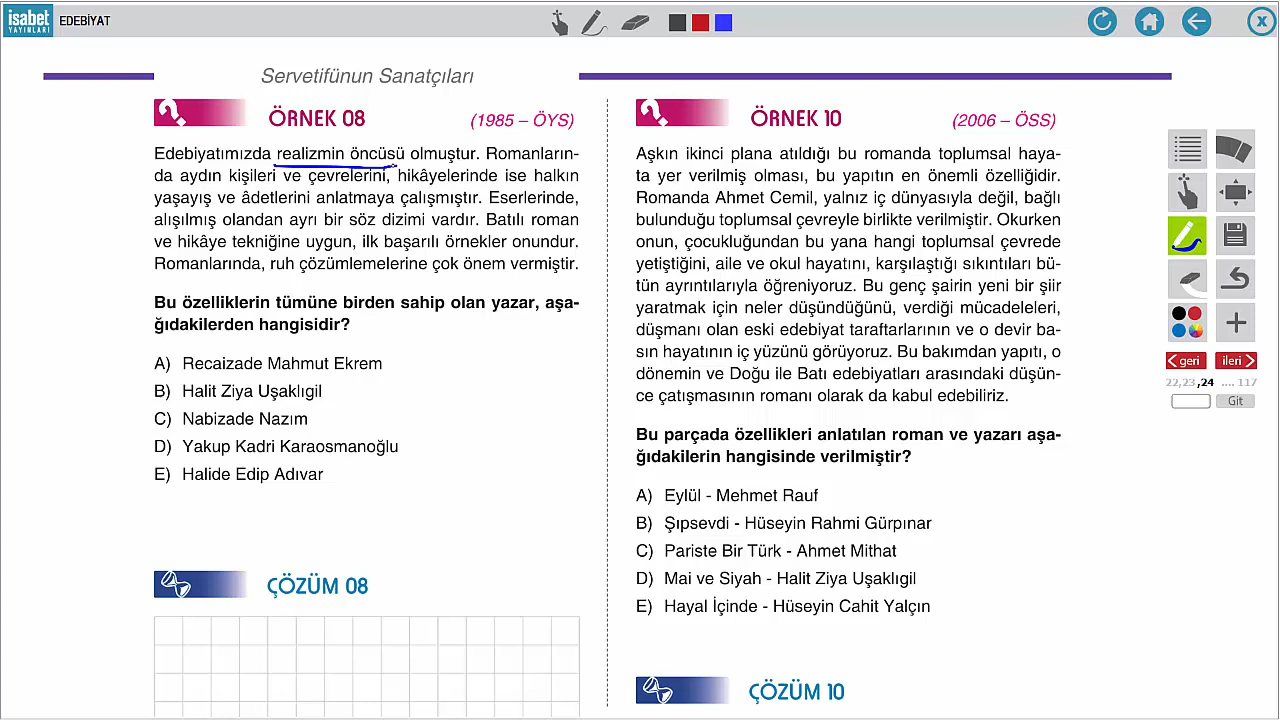 isabet
YAYINLARI
EDEBİYAT
Servetifünun Sanatçıları
ÖRNEK 08
(1985 – ÖYS)
Edebiyatımızda realizmin öncüsü olmuştur. Romanların-
da aydın kişileri ve çevrelerini, hikâyelerinde ise halkın
yaşayış ve âdetlerini anlatmaya çalışmıştır. Eserlerinde,
alışılmış olandan ayrı bir söz dizimi vardır. Batılı roman
ve hikâye tekniğine uygun, ilk başarılı örnekler onundur.
Romanlarında, ruh çözümlemelerine çok önem vermiştir.
Bu özelliklerin tümüne birden sahip olan yazar, aşa-
ğıdakilerden hangisidir?
A) Recaizade Mahmut Ekrem
B) Halit Ziya Uşaklıgil
C) Nabizade Nazım
D) Yakup Kadri Karaosmanoğlu
E) Halide Edip Adıvar
ÇÖZÜM 08
ÖRNEK 10
(2006 – ÖSS)
Aşkın ikinci plana atıldığı bu romanda toplumsal haya-
ta yer verilmiş olması, bu yapıtın en önemli özelliğidir.
Romanda Ahmet Cemil, yalnız iç dünyasıyla değil, bağlı
bulunduğu toplumsal çevreyle birlikte verilmiştir. Okurken
onun, çocukluğundan bu yana hangi toplumsal çevrede
yetiştiğini, aile ve okul hayatını, karşılaştığı sıkıntıları bü-
tün ayrıntılarıyla öğreniyoruz. Bu genç şairin yeni bir şiir
yaratmak için neler düşündüğünü, verdiği mücadeleleri,
düşmanı olan eski edebiyat taraftarlarının ve o devir ba-
sın hayatının iç yüzünü görüyoruz. Bu bakımdan yapıtı, o
dönemin ve Doğu ile Batı edebiyatları arasındaki düşün-
ce çatışmasının romanı olarak da kabul edebiliriz.
Bu parçada özellikleri anlatılan roman ve yazarı aşa-
ğıdakilerin hangisinde verilmiştir?
A) Eylül - Mehmet Rauf
B) Şıpsevdi - Hüseyin Rahmi Gürpınar
C) Pariste Bir Türk - Ahmet Mithat
D) Mai ve Siyah - Halit Ziya Uşaklıgil
E) Hayal İçinde - Hüseyin Cahit Yalçın
ÇÖZÜM 10
geri ileri
22,23,24 .... 117
Git